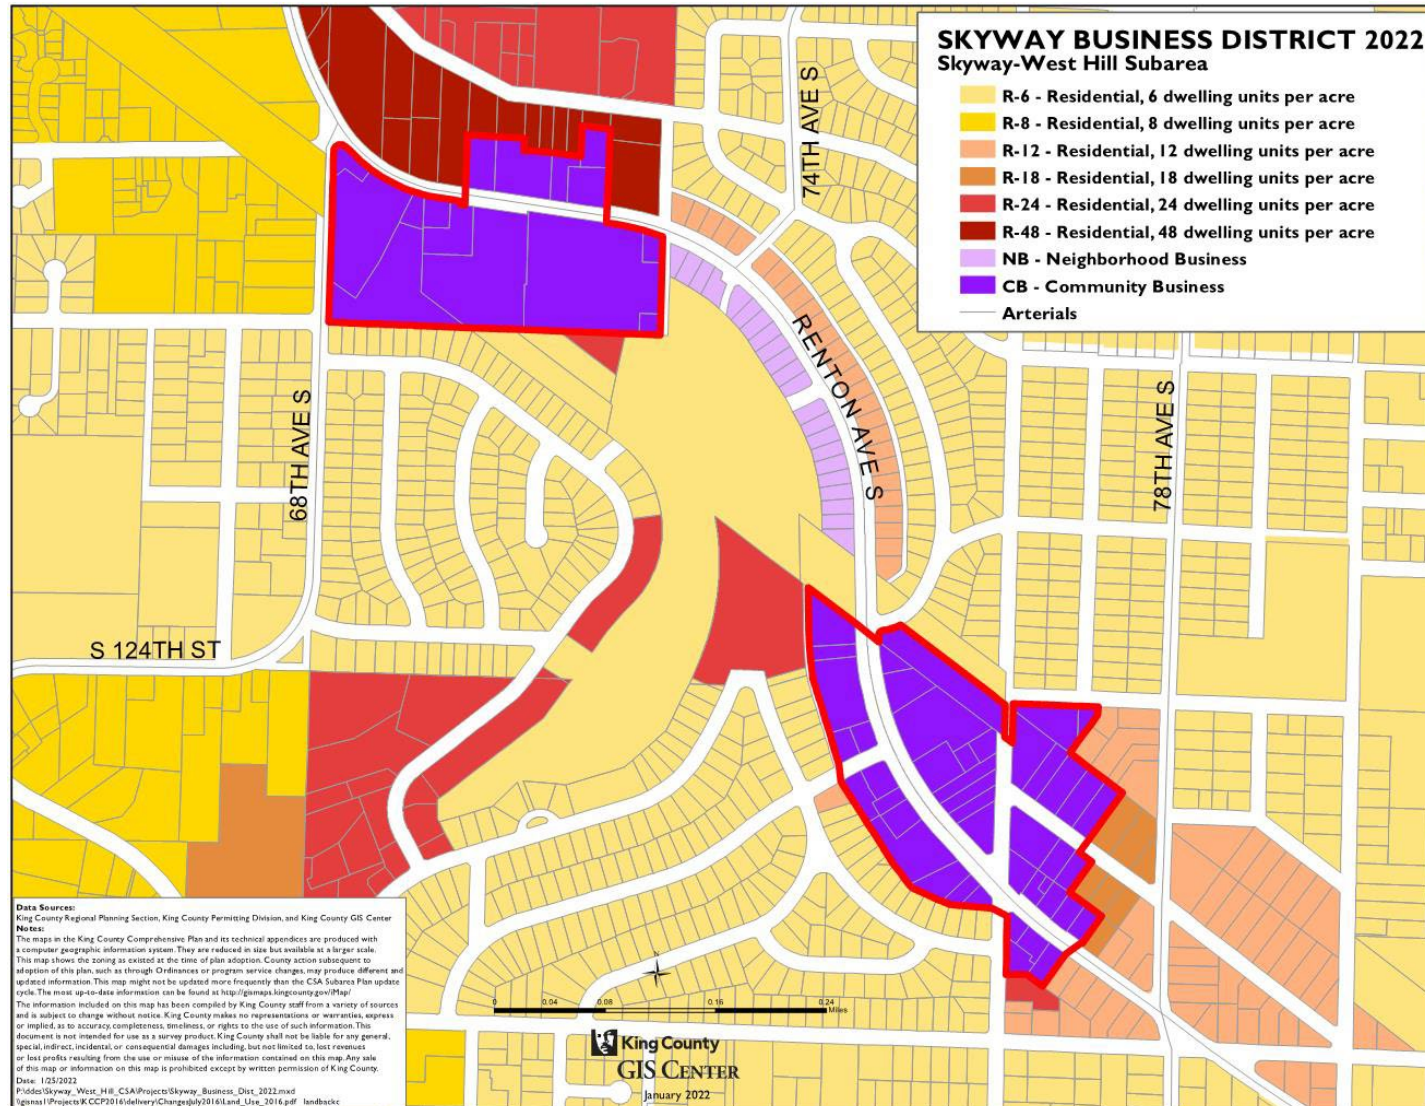 SKYWAY BUSINESS DISTRICT 2022
Skyway-West Hill Subarea
R-6 - Residential, 6 dwelling units per acre
R-8 - Residential, 8 dwelling units per acre
R-12 - Residential, 12 dwelling units per acre
R-18 - Residential, 18 dwelling units per acre
R-24 - Residential, 24 dwelling units per acre
R-48 - Residential, 48 dwelling units per acre
NB - Neighborhood Business
CB - Community Business
Arterials
74TH AVE S
RENTON AVE S
68TH AVE S
78TH AVE S
S 124TH ST
Data Sources:
King County Regional Planning Section, King County Permitting Division, and King County GIS Center
Notes:
The maps in the King County Comprehensive Plan and its technical appendices are produced with
a computer geographic information system. They are reduced in size but available at a larger scale.
This map shows the zoning as existed at the time of plan adoption. County action subsequent to
adoption of this plan, such as through Ordinances or program service changes, may produce different and
updated information. This map might not be updated more frequently than the CSA Subarea Plan update
cycle. The most up-to-date information can be found at http://gismaps.kingcounty.gov/iMap/
The information included on this map has been compiled by King County staff from a variety of sources
and is subject to change without notice. King County makes no representations or warranties, express
or implied, as to accuracy, completeness, timeliness, or rights to the use of such information. This
document is not intended for use as a survey product. King County shall not be liable for any general,
special, indirect, incidental, or consequential damages including, but not limited to, lost revenues
or lost profits resulting from the use or misuse of the information contained on this map. Any sale
of this map or information on this map is prohibited except by written permission of King County.
Date: 1/25/2022
P:\ddes\Skyway_West_Hill_CSA\Projects\Skyway_Business_Dist_2022.mxd
\\gisnas1\Projects\KCCP2016\delivery\ChangesJuly2016\Land_Use_2016.pdf landbackc
N
0 0.04 0.08 0.16 0.24
Miles
King County
GIS CENTER
January 2022